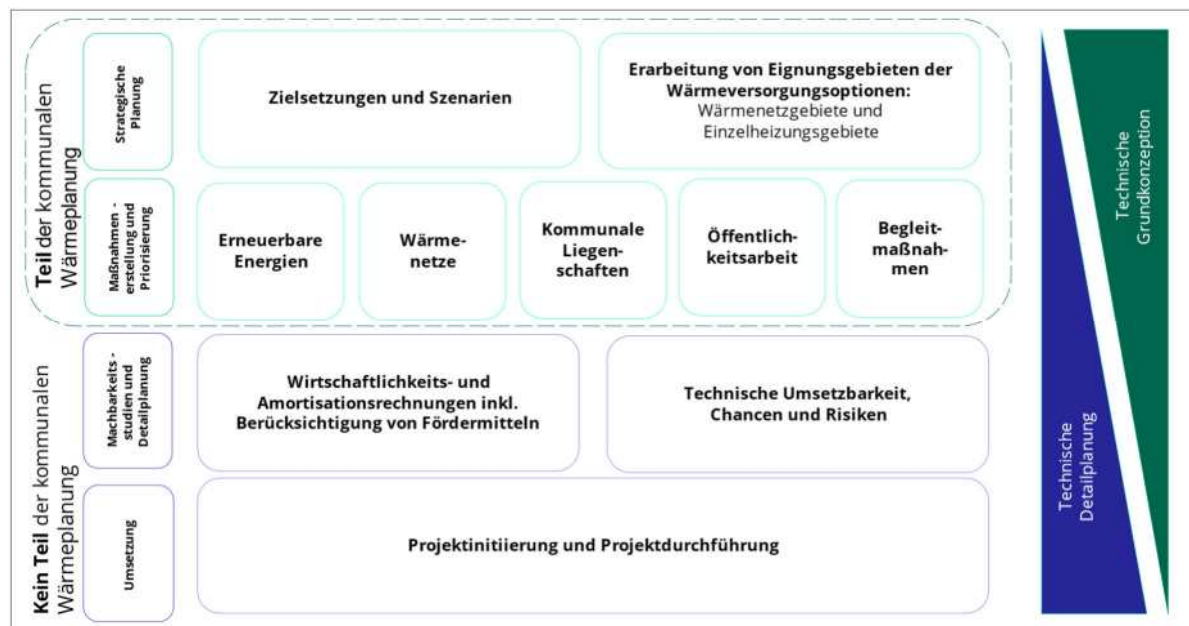 Teil der kommunalen
Wärmeplanung
Strategische
Planung
Zielsetzungen und Szenarien
Erarbeitung von Eignungsgebieten der
Wärmeversorgungsoptionen:
Wärmenetzgebiete und
Einzelheizungsgebiete
Maßnahmen -
erstellung und
Priorisierung
Erneuerbare
Energien
Wärme-
netze
Kommunale
Liegen-
schaften
Öffentlich-
keitsarbeit
Begleit-
maßnah-
men
Kein Teil der kommunalen
Wärmeplanung
Machbarkeits -
studien und
Detailplanung
Wirtschaftlichkeits- und
Amortisationsrechnungen inkl.
Berücksichtigung von Fördermitteln
Technische Umsetzbarkeit,
Chancen und Risiken
Umsetzung
Projektinitiierung und Projektdurchführung
Technische
Detailplanung
Technische
Grundkonzeption